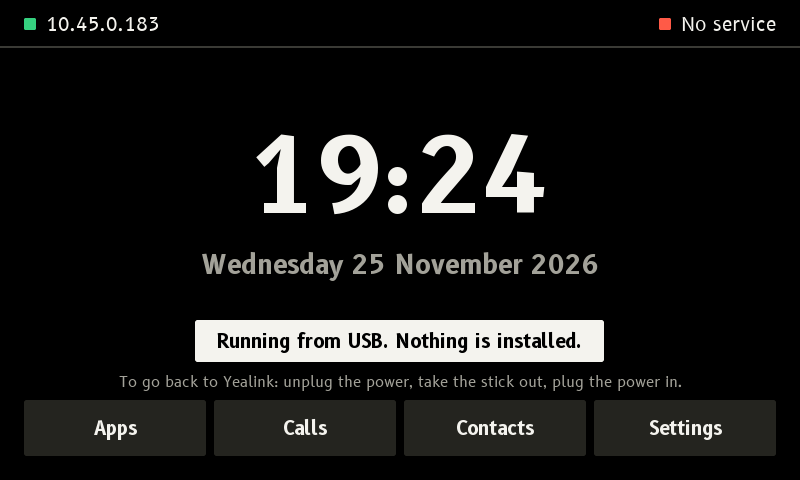 10.45.0.183
No service
19:24
Wednesday 25 November 2026
Running from USB. Nothing is installed.
To go back to Yealink: unplug the power, take the stick out, plug the power in.
Apps
Calls
Contacts
Settings